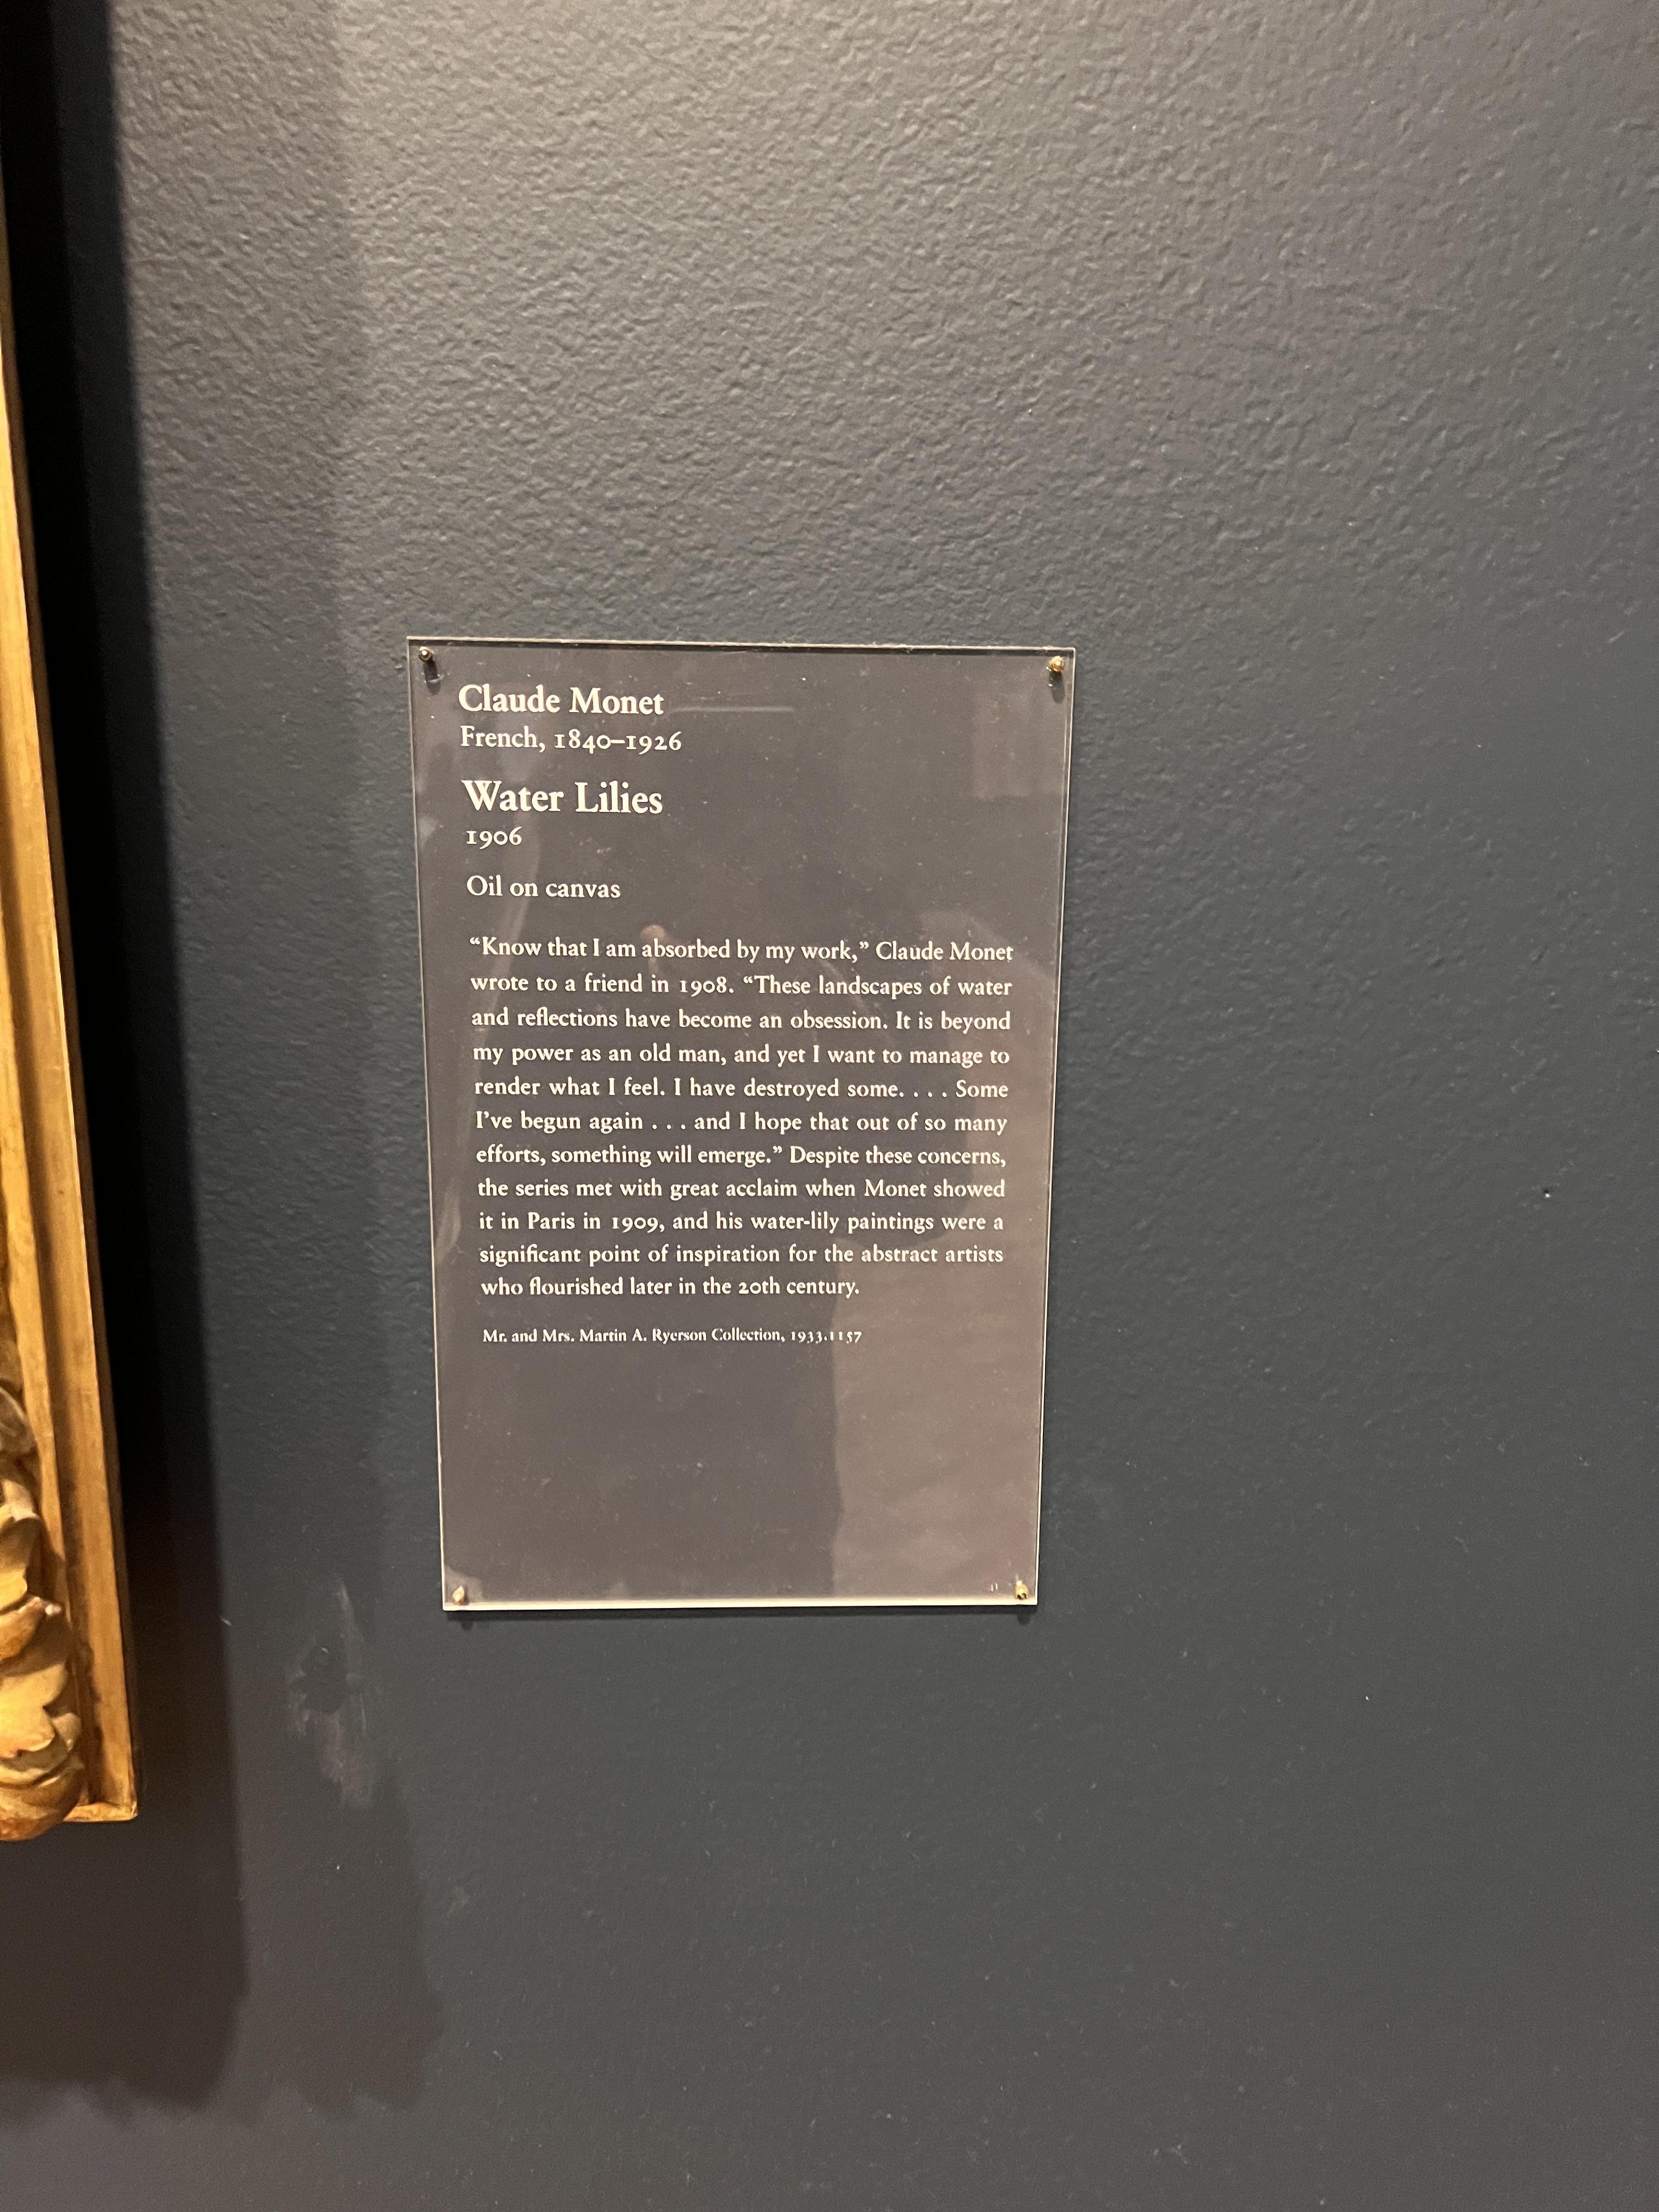 Claude Monet
French, 1840–1926
Water Lilies
1906
Oil on canvas
“Know that I am absorbed by my work,” Claude Monet
wrote to a friend in 1908. “These landscapes of water
and reflections have become an obsession. It is beyond
my power as an old man, and yet I want to manage to
render what I feel. I have destroyed some. . . . Some
I’ve begun again . . . and I hope that out of so many
efforts, something will emerge.” Despite these concerns,
the series met with great acclaim when Monet showed
it in Paris in 1909, and his water-lily paintings were a
significant point of inspiration for the abstract artists
who flourished later in the 20th century.
Mr. and Mrs. Martin A. Ryerson Collection, 1933.1157